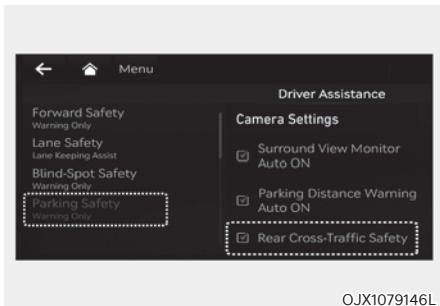 Menu
Driver Assistance
Forward Safety
Warning Only
Lane Safety
Lane Keeping Assist
Blind-Spot Safety
Warning Only
Parking Safety
Warning Only
Camera Settings
Surround View Monitor
Auto ON
Parking Distance Warning
Auto ON
Rear Cross-Traffic Safety
OJX1079146L